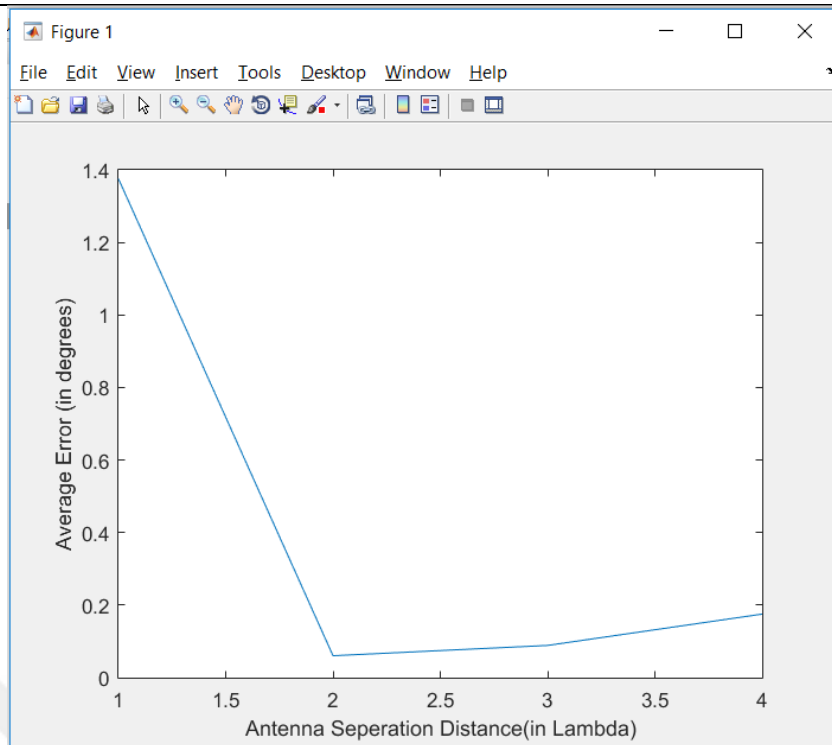 Figure 1
File Edit View Insert Tools Desktop Window Help
1.4
1.2
1
0.8
0.6
0.4
0.2
0
Average Error (in degrees)
1 1.5 2 2.5 3 3.5 4
Antenna Seperation Distance(in Lambda)